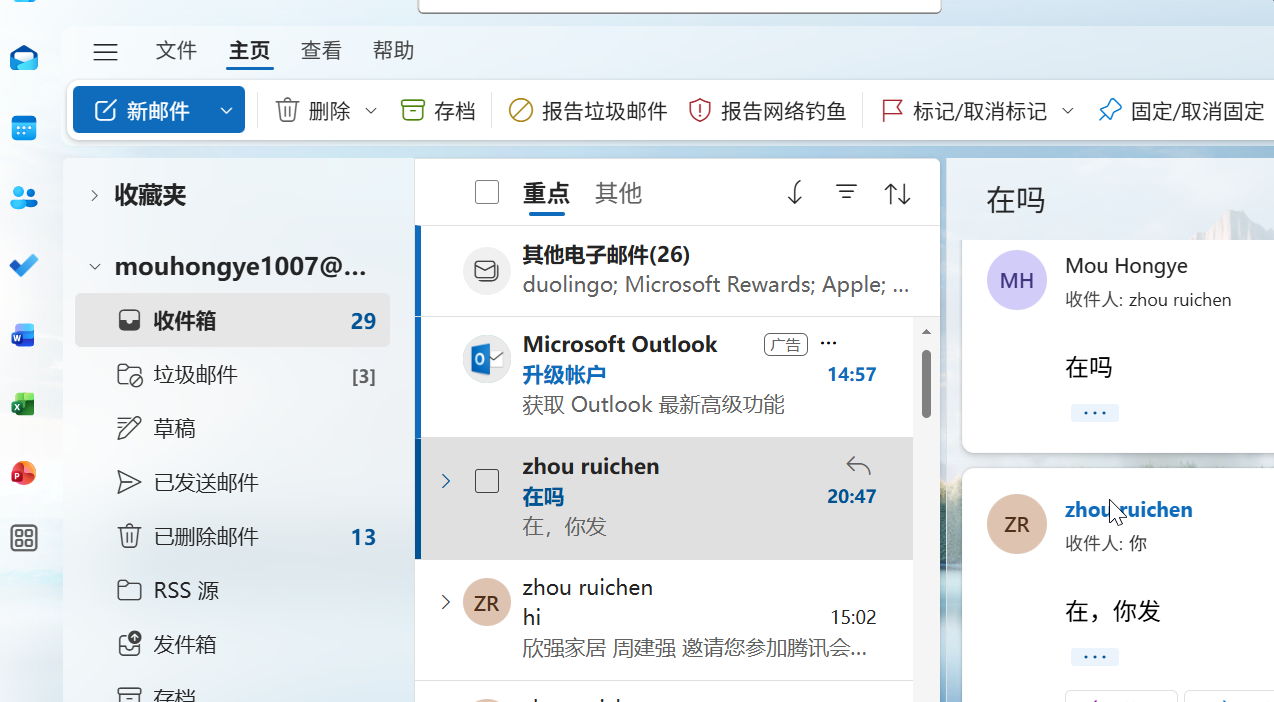 文件 主页 查看 帮助
新邮件 删除 存档 报告垃圾邮件 报告网络钓鱼 标记/取消标记 固定/取消固定
收藏夹
mouhongye1007@...
收件箱 29
垃圾邮件 [3]
草稿
已发送邮件
已删除邮件 13
RSS 源
发件箱
存档
重点 其他
其他电子邮件(26)
duolingo; Microsoft Rewards; Apple; ...
Microsoft Outlook 广告 ...
升级帐户 14:57
获取 Outlook 最新高级功能
zhou ruichen
在吗 20:47
在，你发
ZR zhou ruichen
hi 15:02
欣强家居 周建强 邀请您参加腾讯会...
在吗
MH Mou Hongye
收件人: zhou ruichen
在吗
...
ZR zhou ruichen
收件人: 你
在，你发
...